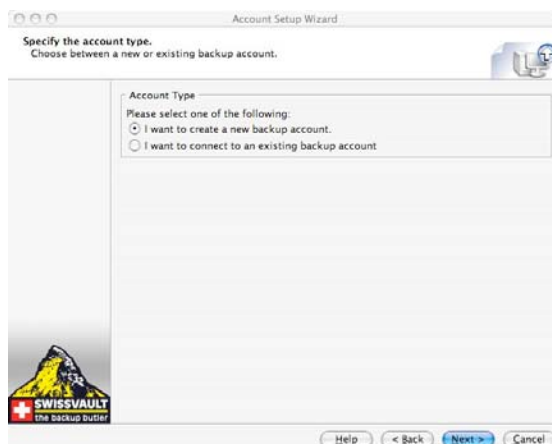 Account Setup Wizard
Specify the account type.
Choose between a new or existing backup account.
Account Type
Please select one of the following:
I want to create a new backup account.
I want to connect to an existing backup account
SWISSVAULT
the backup butler
Help
< Back
Next >
Cancel